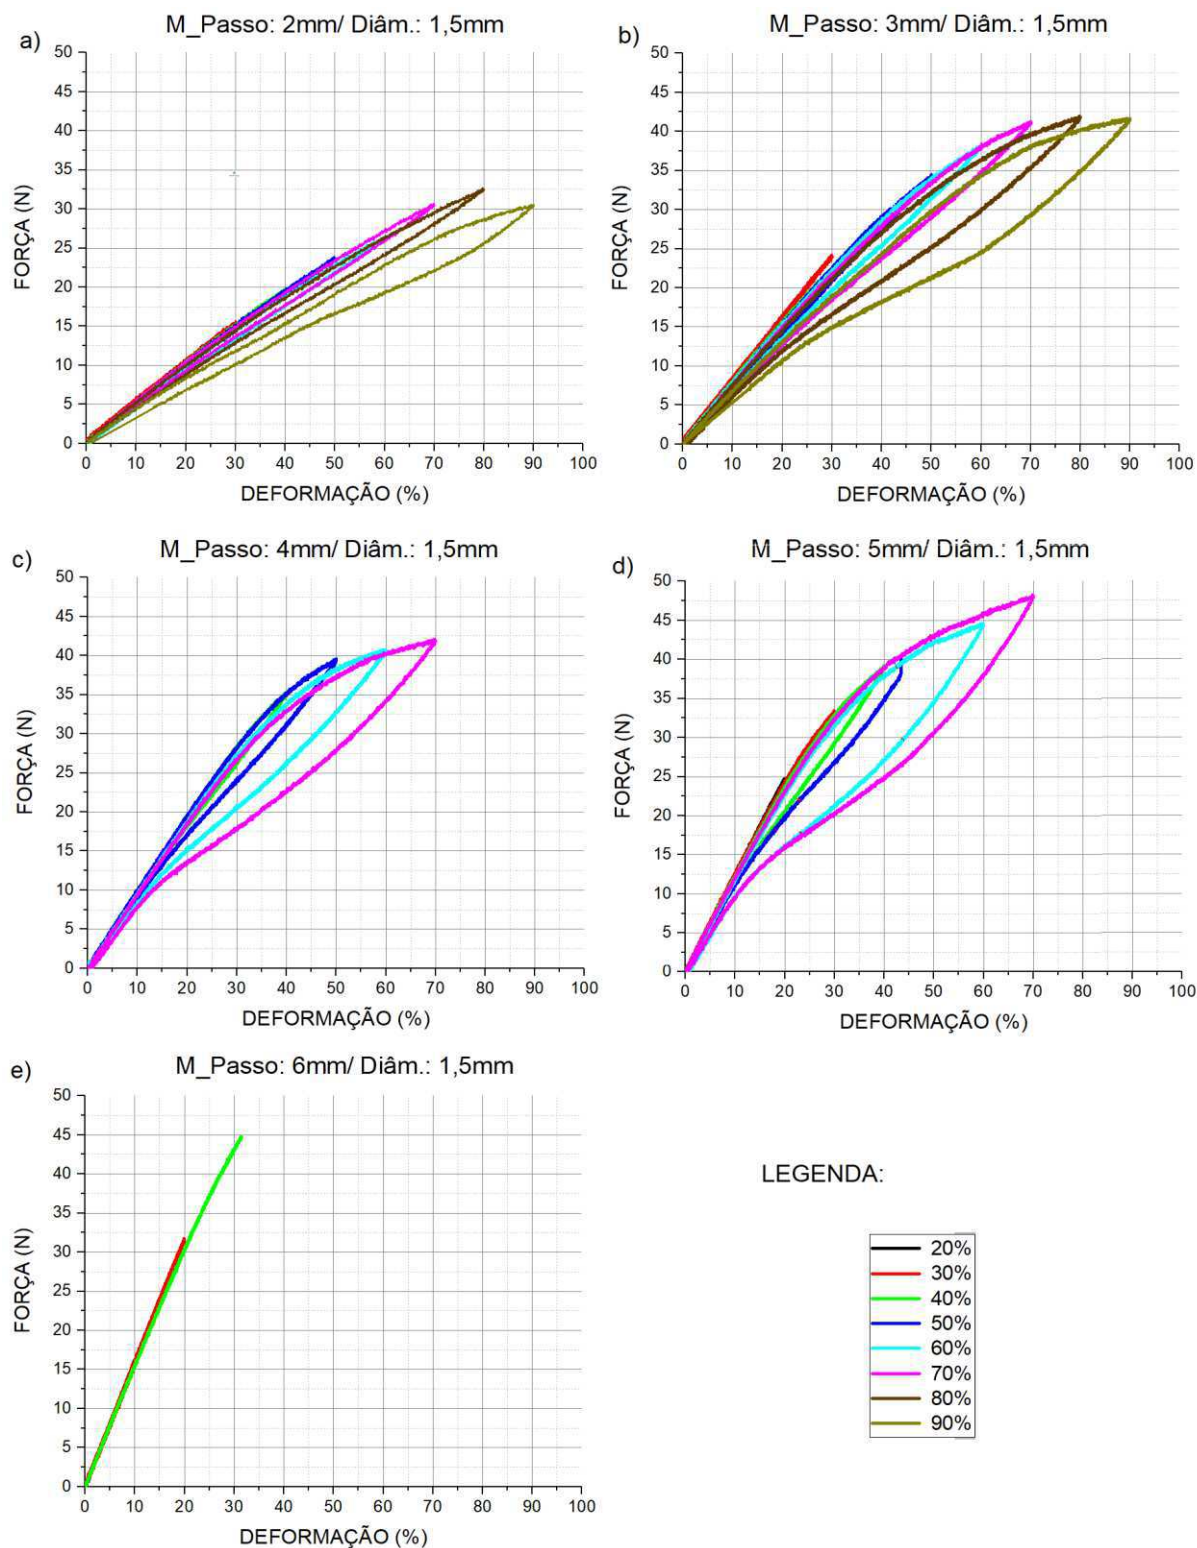 a)
M_Passo: 2mm/ Diâm.: 1,5mm
50
45
40
35
30
25
20
15
10
5
0
FORÇA (N)
0 10 20 30 40 50 60 70 80 90 100
DEFORMAÇÃO (%)
b)
M_Passo: 3mm/ Diâm.: 1,5mm
50
45
40
35
30
25
20
15
10
5
0
FORÇA (N)
0 10 20 30 40 50 60 70 80 90 100
DEFORMAÇÃO (%)
c)
M_Passo: 4mm/ Diâm.: 1,5mm
50
45
40
35
30
25
20
15
10
5
0
FORÇA (N)
0 10 20 30 40 50 60 70 80 90 100
DEFORMAÇÃO (%)
d)
M_Passo: 5mm/ Diâm.: 1,5mm
50
45
40
35
30
25
20
15
10
5
0
FORÇA (N)
0 10 20 30 40 50 60 70 80 90 100
DEFORMAÇÃO (%)
e)
M_Passo: 6mm/ Diâm.: 1,5mm
50
45
40
35
30
25
20
15
10
5
0
FORÇA (N)
0 10 20 30 40 50 60 70 80 90 100
DEFORMAÇÃO (%)
LEGENDA:
20%
30%
40%
50%
60%
70%
80%
90%